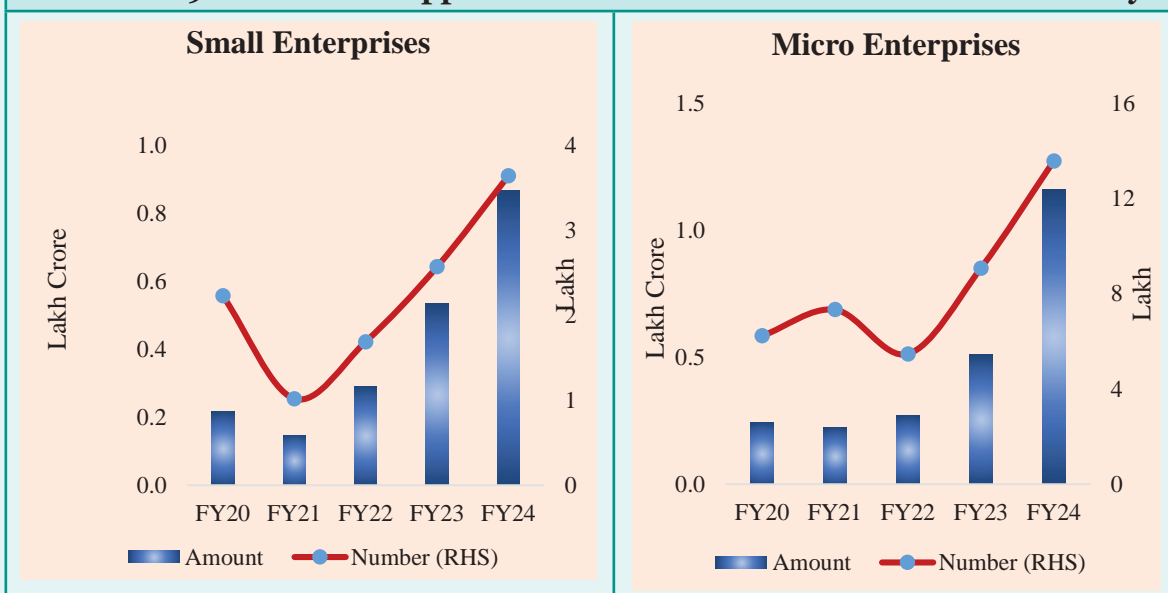 Small Enterprises
1.0
0.8
0.6
0.4
0.2
0.0
Lakh Crore
4
3
2
1
0
Lakh
FY20 FY21 FY22 FY23 FY24
Amount Number (RHS)
Micro Enterprises
1.5
1.0
0.5
0.0
Lakh Crore
16
12
8
4
0
Lakh
FY20 FY21 FY22 FY23 FY24
Amount Number (RHS)